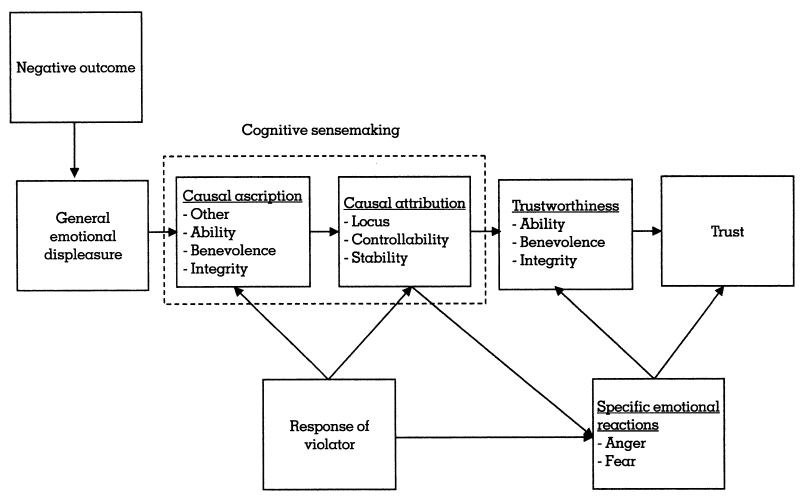 Negative outcome
Cognitive sensemaking
General
emotional
displeasure
Causal ascription
- Other
- Ability
- Benevolence
- Integrity
Causal attribution
- Locus
- Controllability
- Stability
Trustworthiness
- Ability
- Benevolence
- Integrity
Trust
Response of
violator
Specific emotional
reactions
- Anger
- Fear